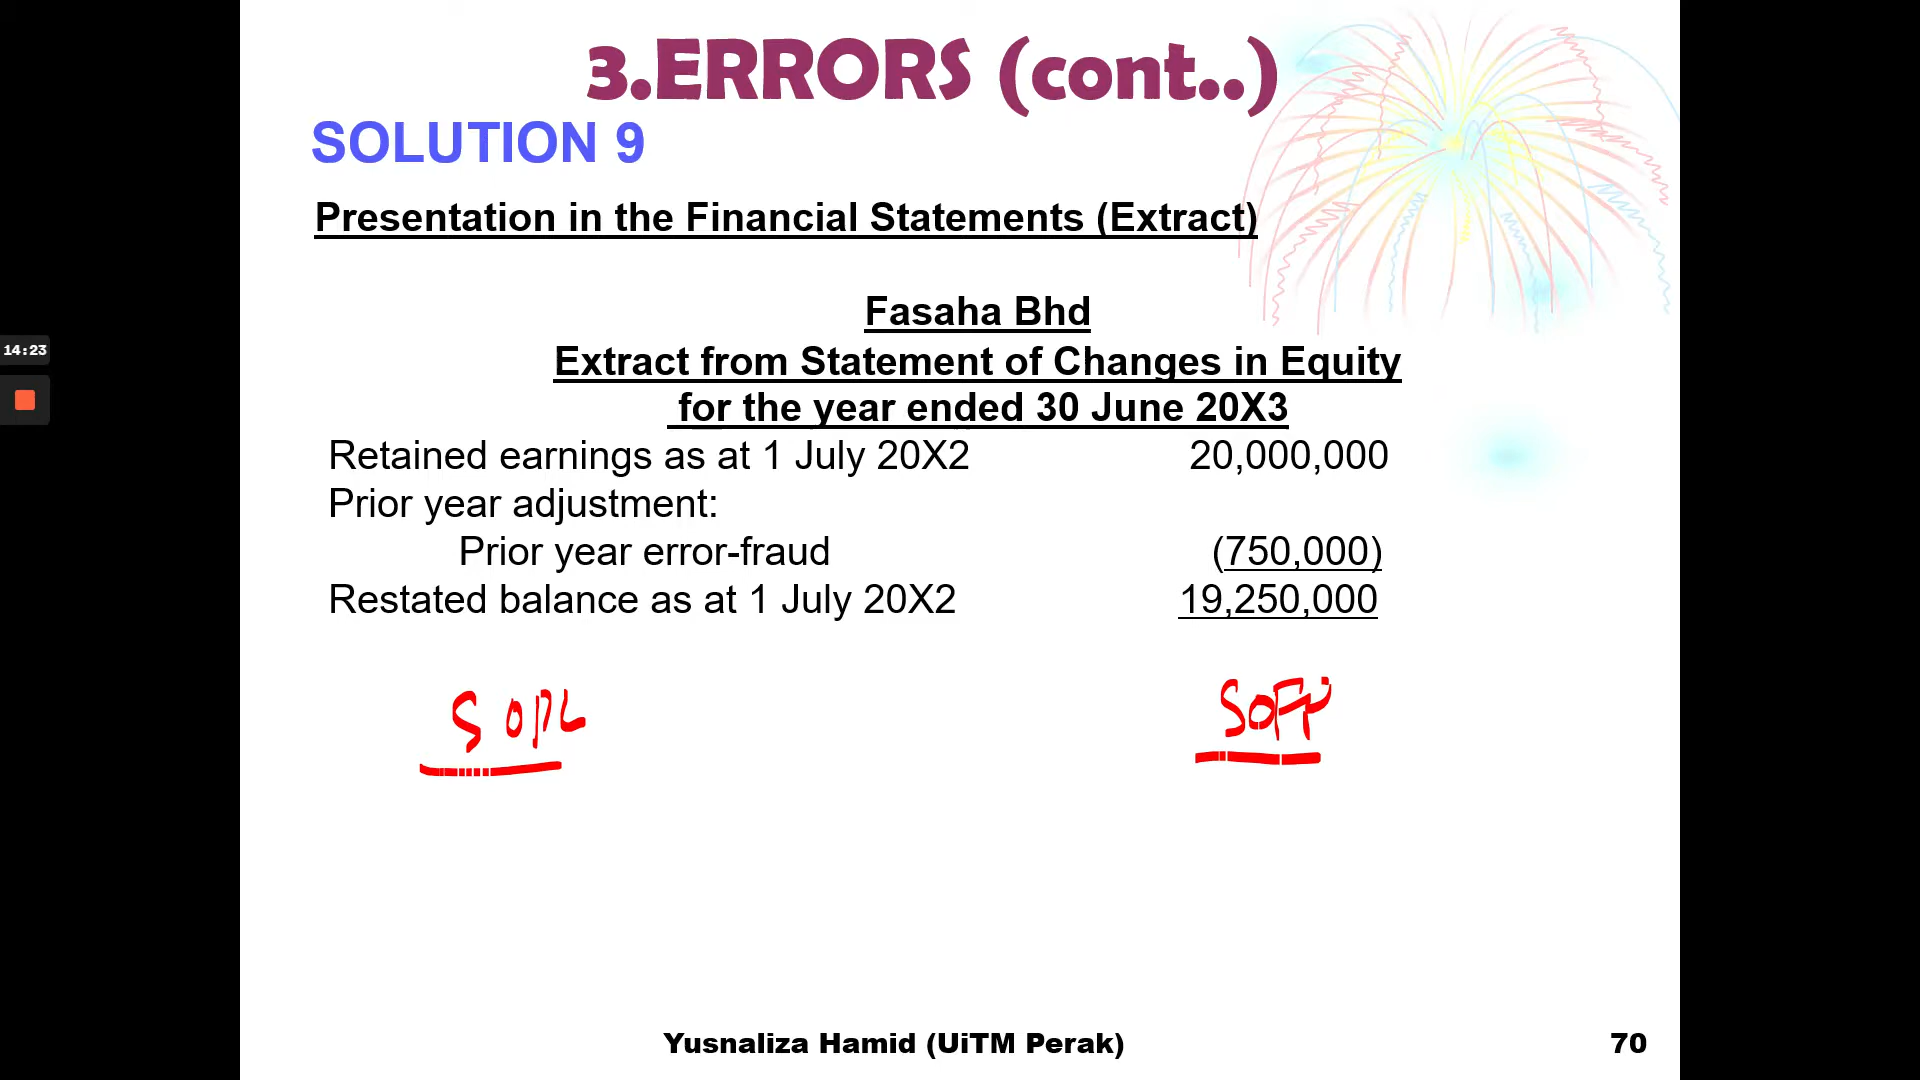 3.ERRORS (cont..)
SOLUTION 9
Presentation in the Financial Statements (Extract)
Fasaha Bhd
Extract from Statement of Changes in Equity
for the year ended 30 June 20X3
14:23
Retained earnings as at 1 July 20X2 20,000,000
Prior year adjustment:
Prior year error-fraud (750,000)
Restated balance as at 1 July 20X2 19,250,000
SOPL SOFP
Yusnaliza Hamid (UiTM Perak) 70